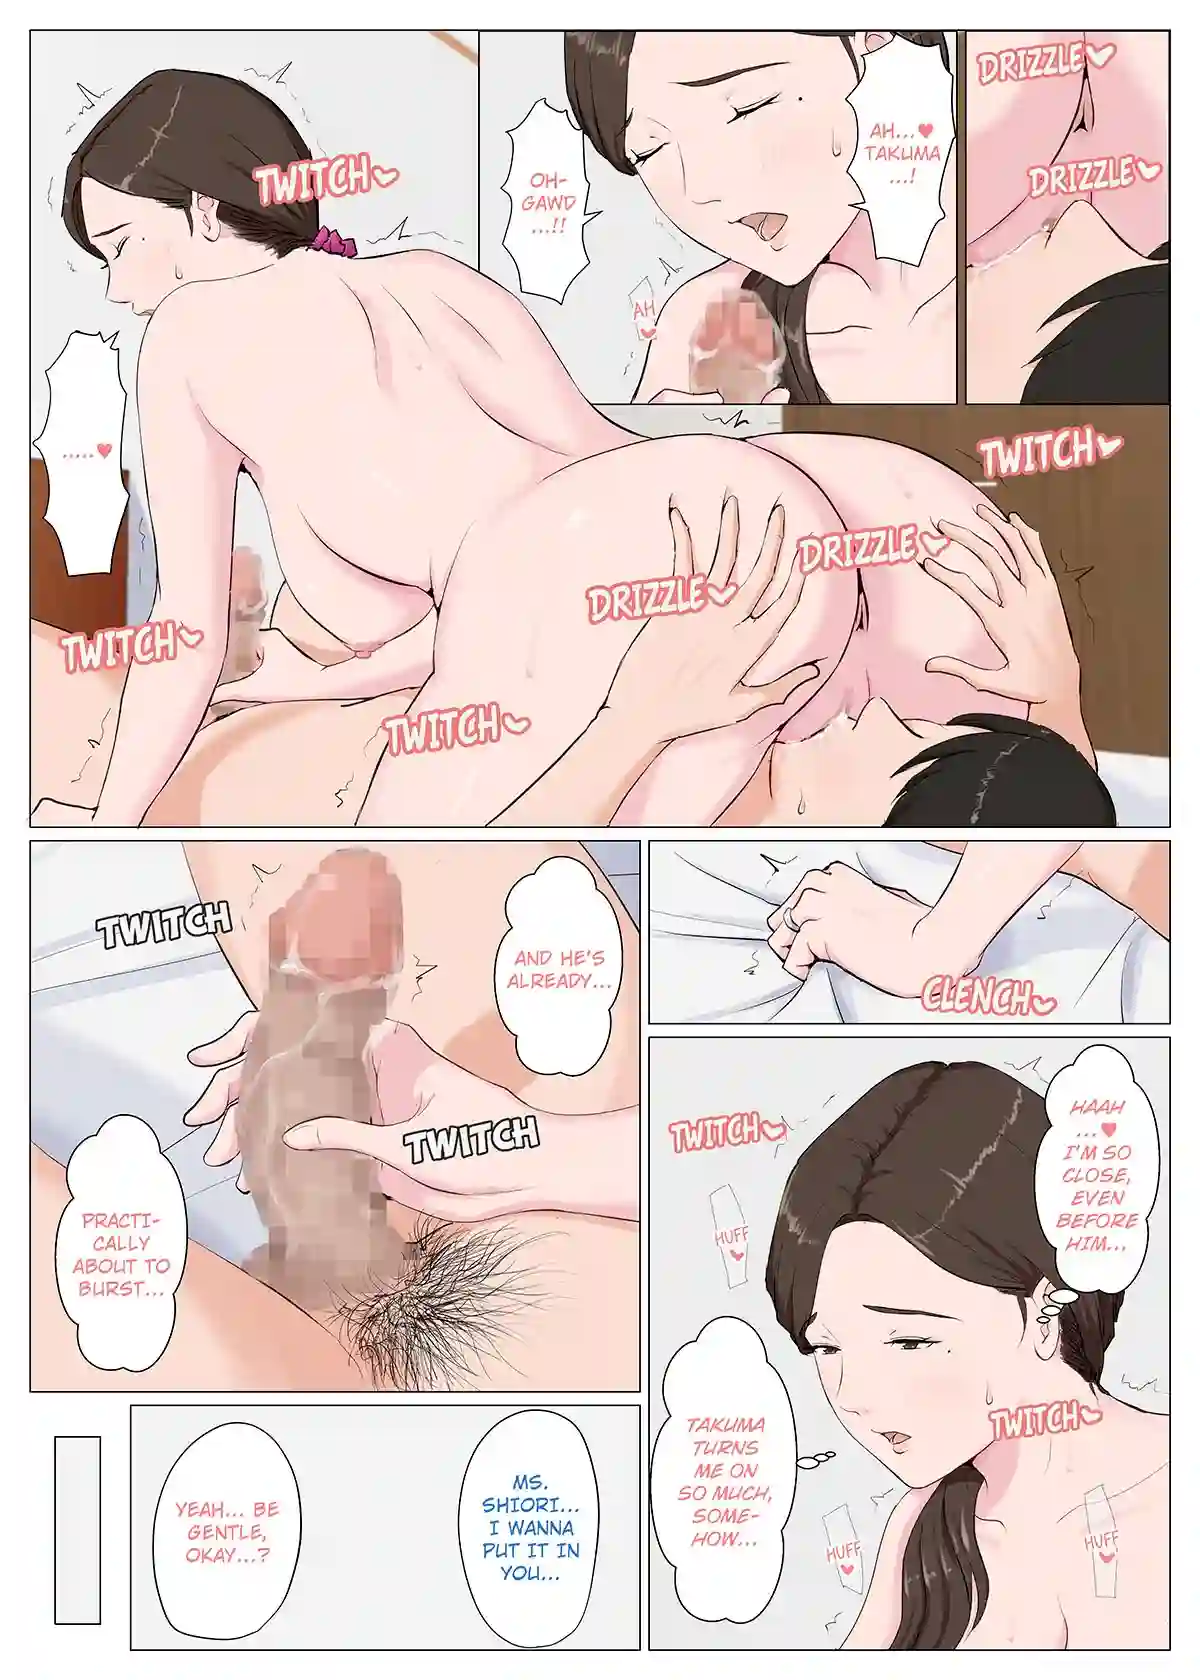 DRIZZLE
DRIZZLE
AH...♥
TAKUMA
...!
OH-
GAWD
...!!
AH
♥
TWITCH
.....♥
TWITCH
DRIZZLE
DRIZZLE
TWITCH
TWITCH
CLENCH
TWITCH
AND HE'S
ALREADY...
TWITCH
PRACTI-
CALLY
ABOUT TO
BURST...
HAAH
...♥
I'M SO
CLOSE,
EVEN
BEFORE
HIM...
TWITCH
HUFF
♥
TWITCH
TAKUMA
TURNS
ME ON
SO MUCH,
SOME-
HOW...
HUFF
♥
HUFF
♥
MS.
SHIORI...
I WANNA
PUT IT IN
YOU...
YEAH... BE
GENTLE,
OKAY...?